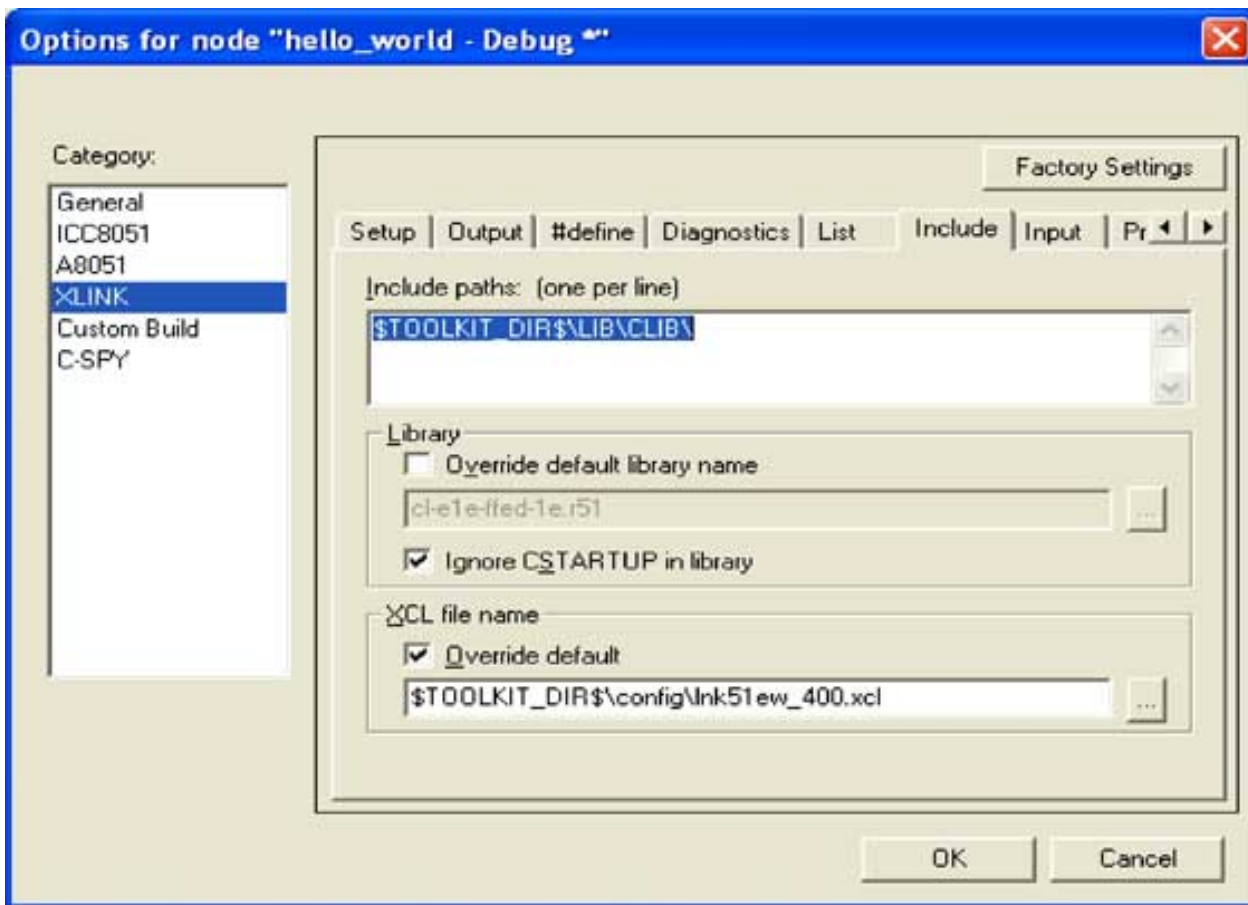 Options for node "hello_world - Debug *"
Category:
General
ICC8051
A8051
XLINK
Custom Build
C-SPY
Factory Settings
Setup Output #define Diagnostics List Include Input Pr
Include paths: (one per line)
$TOOLKIT_DIR$\LIB\CLIB\
Library
Override default library name
cl-e1e-ffed-1e.r51
...
Ignore CSTARTUP in library
XCL file name
Override default
$TOOLKIT_DIR$\config\lnk51ew_400.xcl
...
OK Cancel